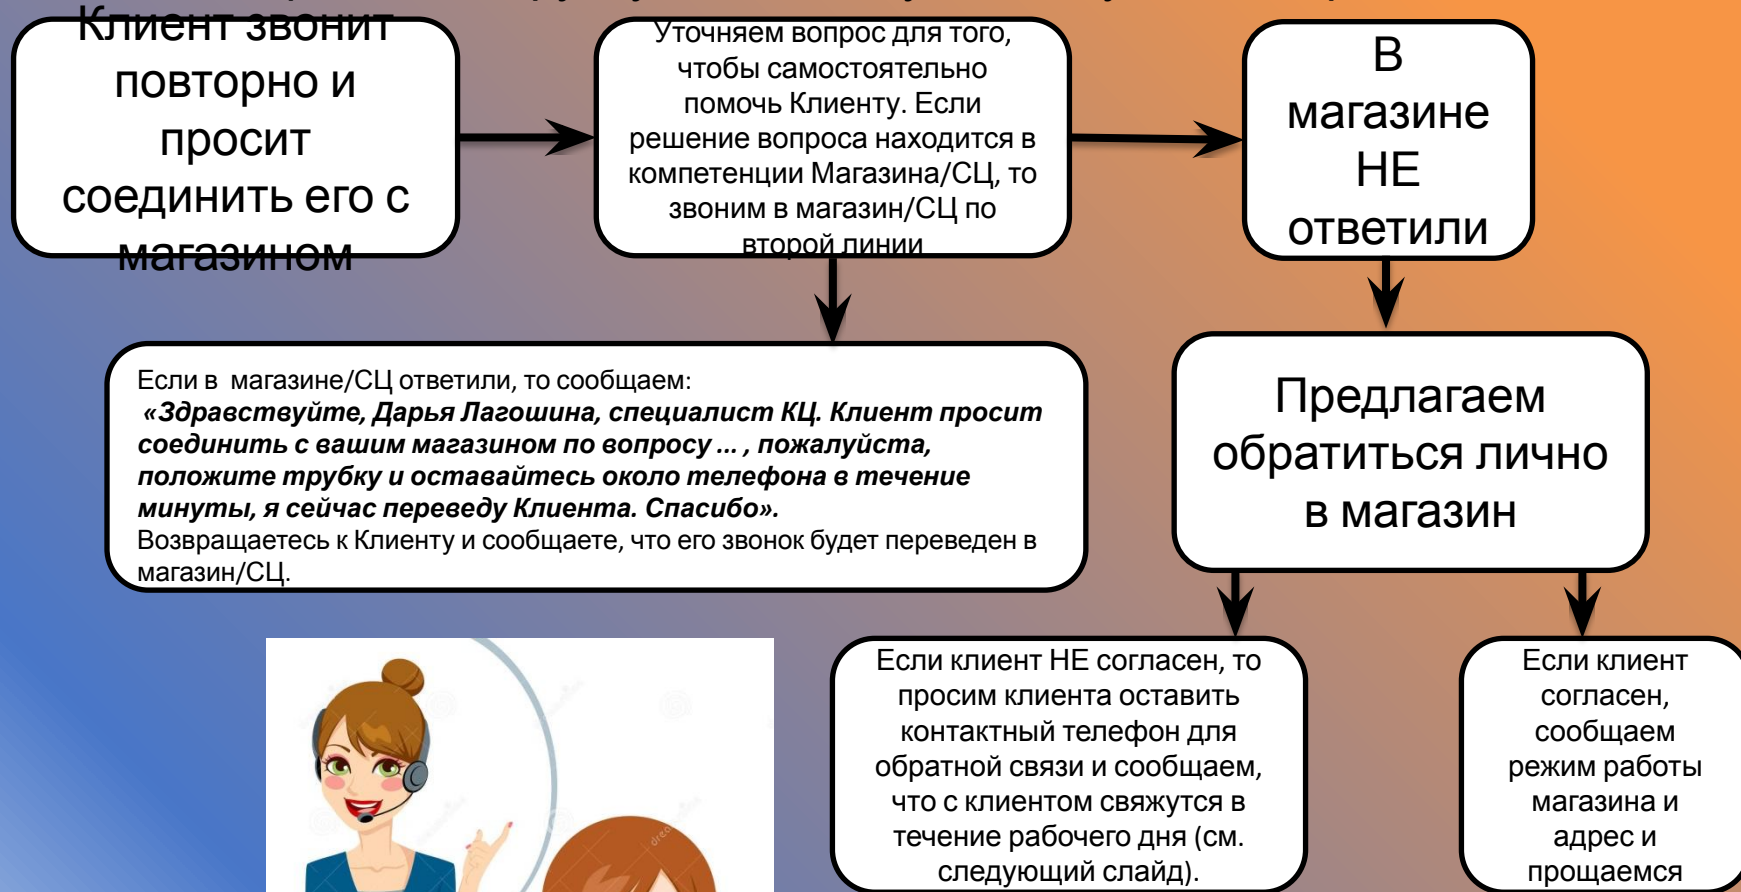 Клиент звонит
повторно и
просит
соединить его с
магазином
Уточняем вопрос для того,
чтобы самостоятельно
помочь Клиенту. Если
решение вопроса находится в
компетенции Магазина/СЦ, то
звоним в магазин/СЦ по
второй линии
В
магазине
НЕ
ответили
Если в  магазине/СЦ ответили, то сообщаем:
«Здравствуйте, Дарья Лагошина, специалист КЦ. Клиент просит
соединить с вашим магазином по вопросу ... , пожалуйста,
положите трубку и оставайтесь около телефона в течение
минуты, я сейчас переведу Клиента. Спасибо».
Возвращаетесь к Клиенту и сообщаете, что его звонок будет переведен в
магазин/СЦ.
Предлагаем
обратиться лично
в магазин
Если клиент НЕ согласен, то
просим клиента оставить
контактный телефон для
обратной связи и сообщаем,
что с клиентом свяжутся в
течение рабочего дня (см.
следующий слайд).
Если клиент
согласен,
сообщаем
режим работы
магазина и
адрес и
прощаемся